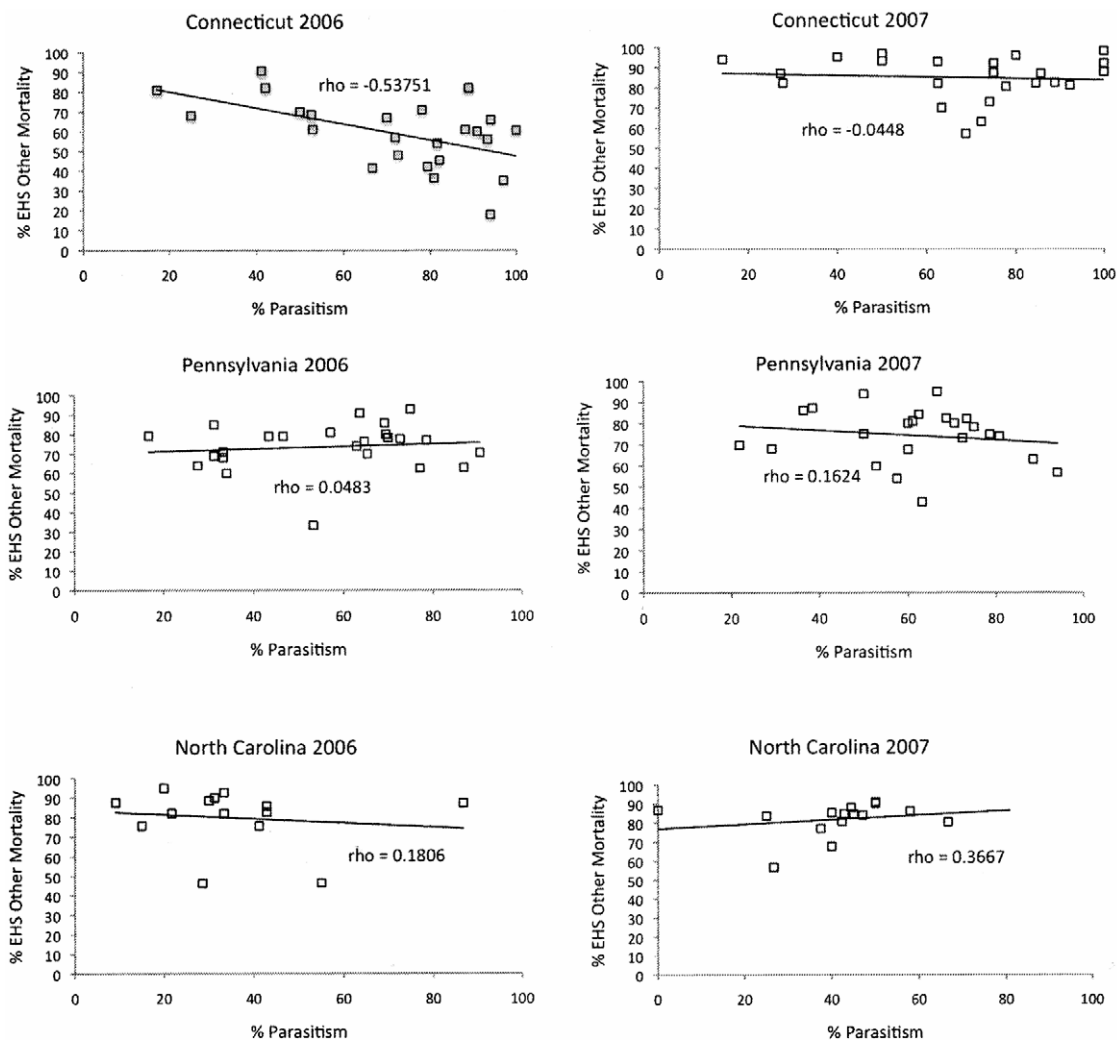 Connecticut 2006
% EHS Other Mortality
100
90
80
70
60
50
40
30
20
10
0
rho = -0.53751
0 20 40 60 80 100
% Parasitism
Connecticut 2007
% EHS Other Mortality
100
90
80
70
60
50
40
30
20
10
0
rho = -0.0448
0 20 40 60 80 100
% Parasitism
Pennsylvania 2006
% EHS Other Mortality
100
90
80
70
60
50
40
30
20
10
0
rho = 0.0483
0 20 40 60 80 100
% Parasitism
Pennsylvania 2007
% EHS Other Mortality
100
90
80
70
60
50
40
30
20
10
0
rho = 0.1624
0 20 40 60 80 100
% Parasitism
North Carolina 2006
% EHS Other Mortality
100
90
80
70
60
50
40
30
20
10
0
rho = 0.1806
0 20 40 60 80 100
% Parasitism
North Carolina 2007
% EHS Other Mortality
100
90
80
70
60
50
40
30
20
10
0
rho = 0.3667
0 20 40 60 80 100
% Parasitism